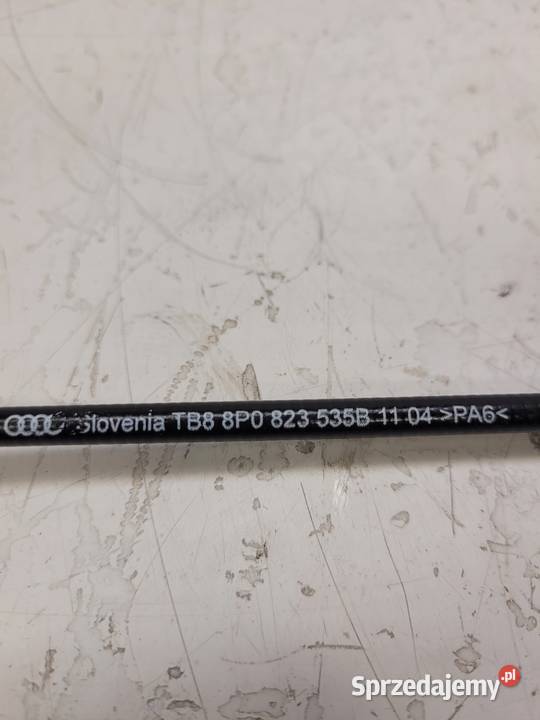 Slovenia TB8 8P0 823 535B 11 04 >PA6<
Sprzedajemy.pl